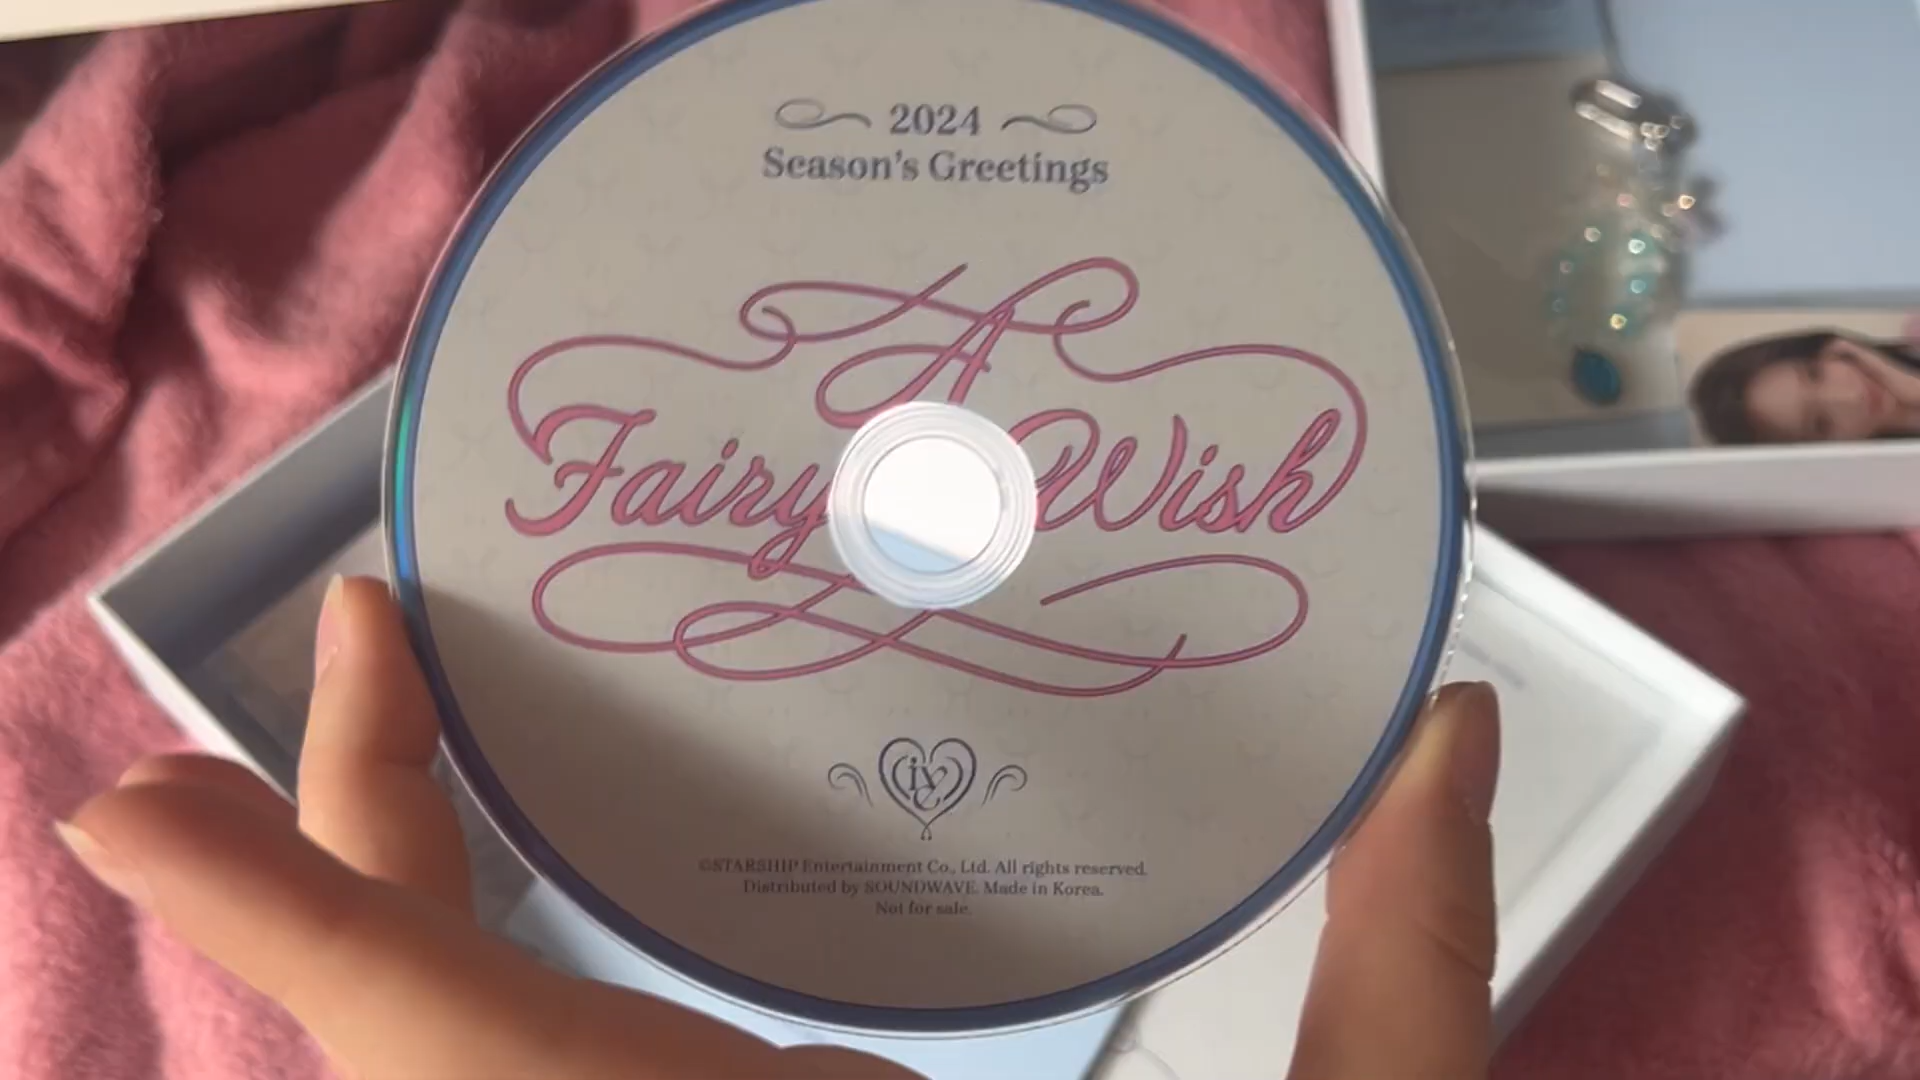 2024
Season's Greetings
A
Fairy Wish
ive
©STARSHIP Entertainment Co., Ltd. All rights reserved.
Distributed by SOUNDWAVE. Made in Korea.
Not for sale.